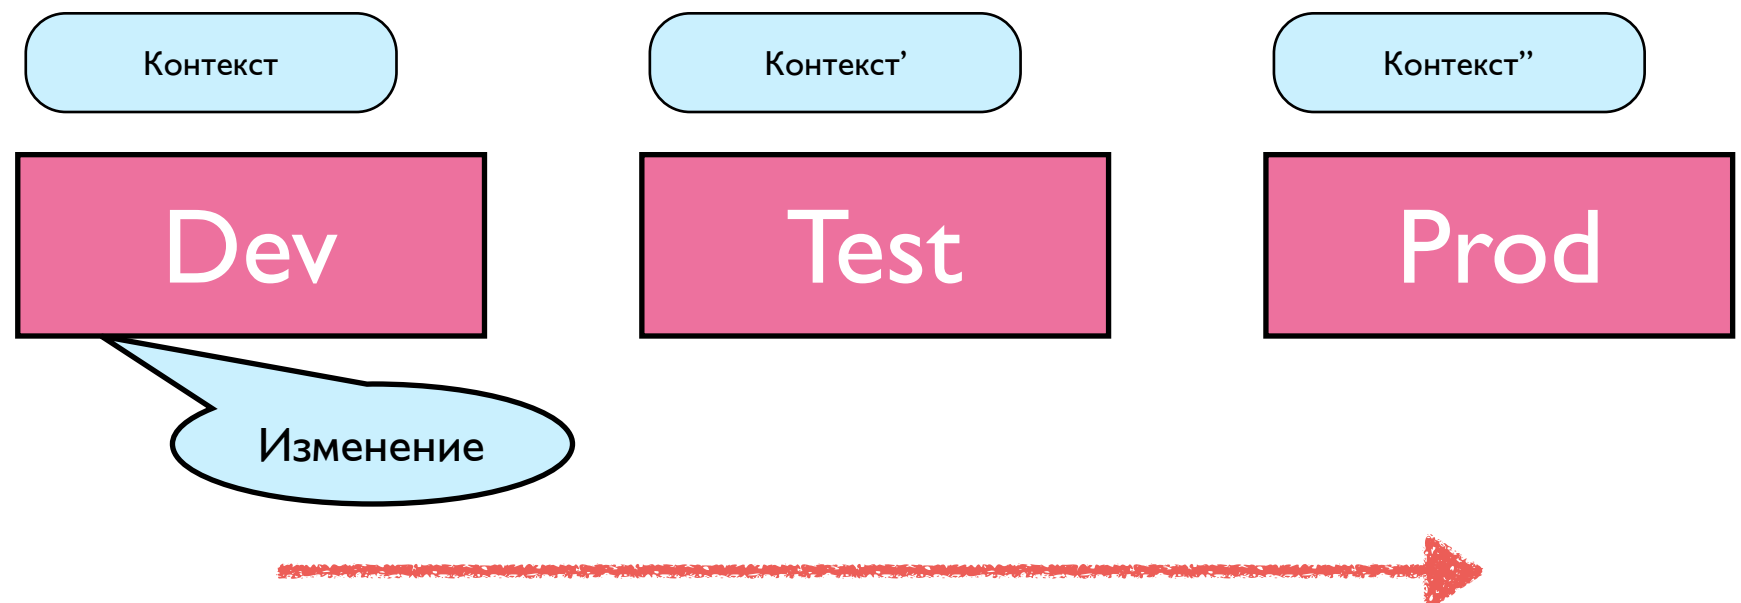 Контекст
Контекст’
Контекст”
Dev
Test
Prod
Изменение